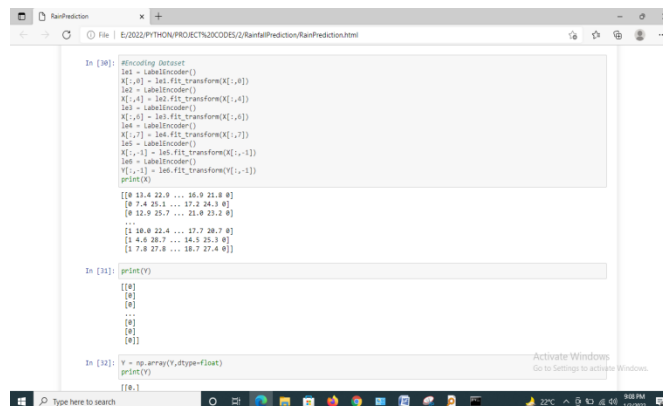 RainPrediction
File | E:/2022/PYTHON/PROJECT%20CODES/2/RainfallPrediction/RainPrediction.html
In [30]: #Encoding Dataset
le1 = LabelEncoder()
X[:,0] = le1.fit_transform(X[:,0])
le2 = LabelEncoder()
X[:,4] = le2.fit_transform(X[:,4])
le3 = LabelEncoder()
X[:,6] = le3.fit_transform(X[:,6])
le4 = LabelEncoder()
X[:,7] = le4.fit_transform(X[:,7])
le5 = LabelEncoder()
X[:,-1] = le5.fit_transform(X[:,-1])
le6 = LabelEncoder()
Y[:,-1] = le6.fit_transform(Y[:,-1])
print(X)
[[0 13.4 22.9 ... 16.9 21.8 0]
[0 7.4 25.1 ... 17.2 24.3 0]
[0 12.9 25.7 ... 21.0 23.2 0]
...
[1 10.0 22.4 ... 17.7 20.7 0]
[1 4.6 28.7 ... 14.5 25.3 0]
[1 7.8 27.8 ... 18.7 27.4 0]]
In [31]: print(Y)
[[0]
[0]
[0]
...
[0]
[0]
[0]]
In [32]: Y = np.array(Y,dtype=float)
print(Y)
[[0.]
Activate Windows
Go to Settings to activate Windows.
Type here to search
22°C
9:08 PM